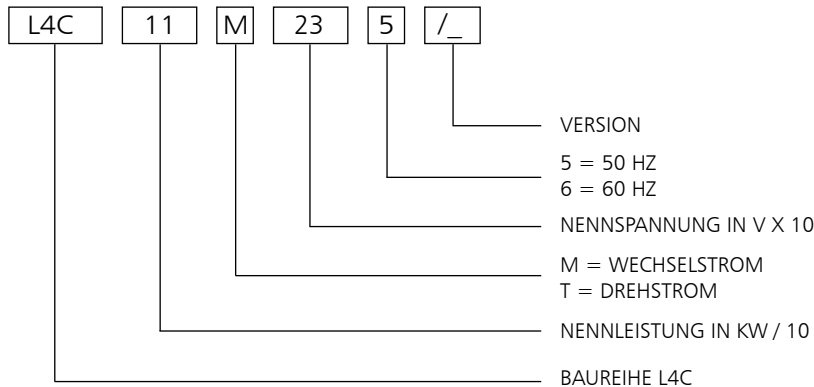 L4C 11 M 23 5 /_
VERSION
5 = 50 HZ
6 = 60 HZ
NENNSPANNUNG IN V X 10
M = WECHSELSTROM
T = DREHSTROM
NENNLEISTUNG IN KW / 10
BAUREIHE L4C